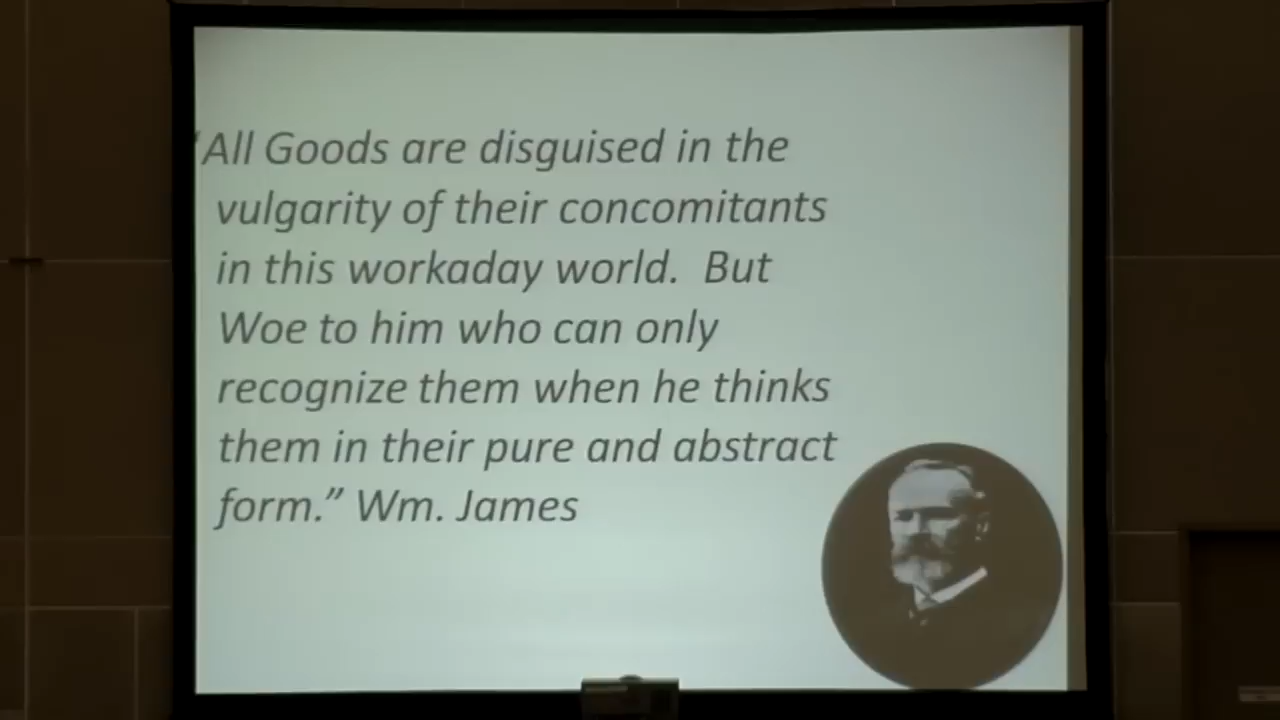 “All Goods are disguised in the
vulgarity of their concomitants
in this workaday world.  But
Woe to him who can only
recognize them when he thinks
them in their pure and abstract
form.” Wm. James